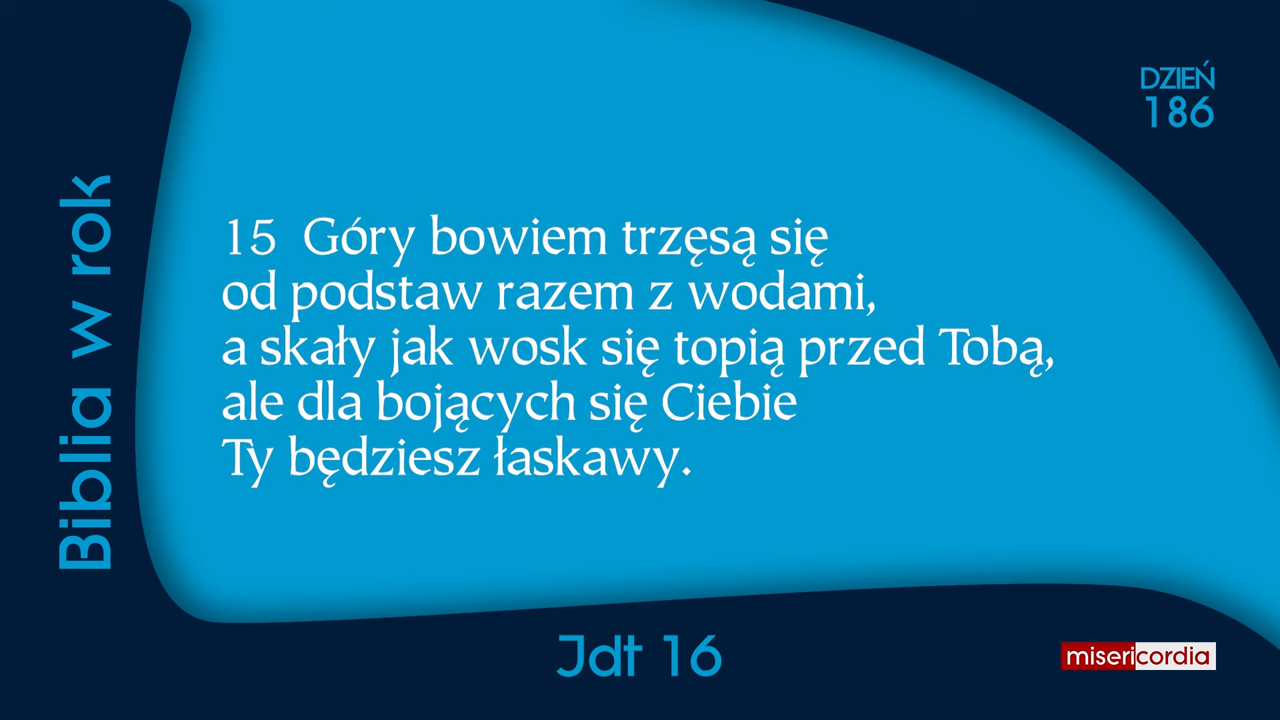 DZIEŃ
186
Biblia w rok
15 Góry bowiem trzęsą się
od podstaw razem z wodami,
a skały jak wosk się topią przed Tobą,
ale dla bojących się Ciebie
Ty będziesz łaskawy.
Jdt 16
misericordia